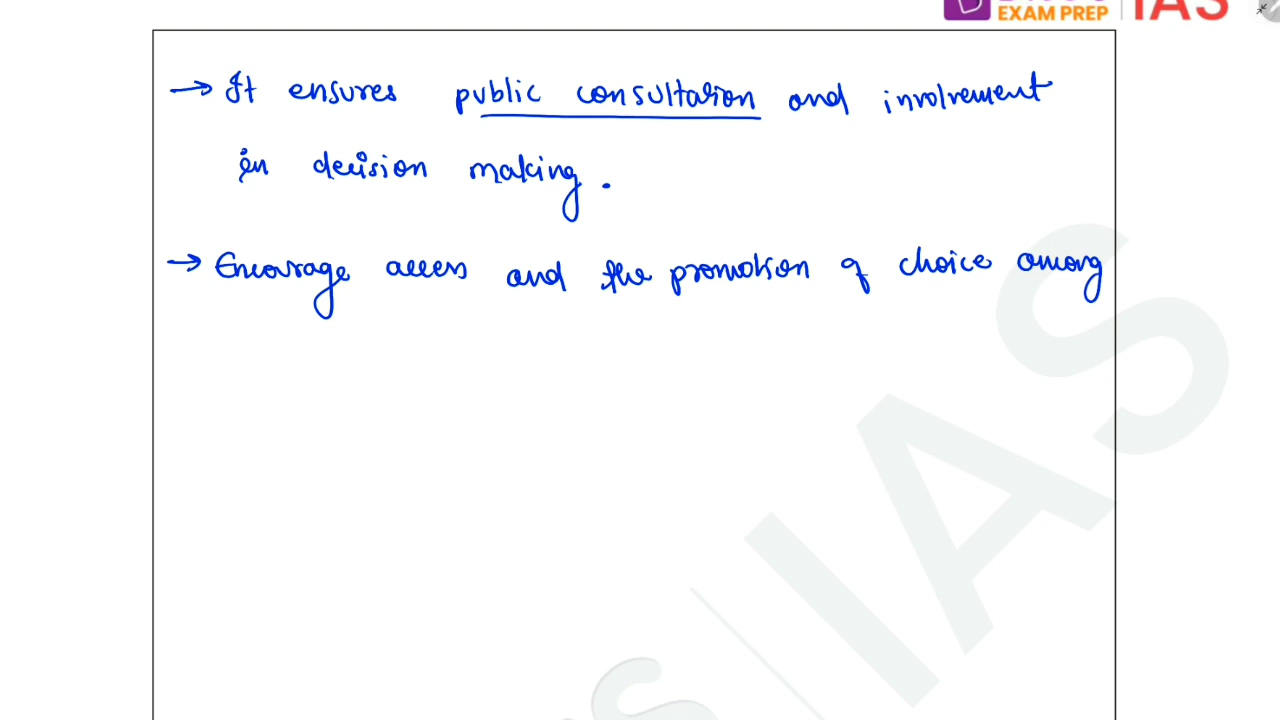 EXAM PREP IAS
→ It ensures public consultation and involvement
in decision making.
→ Encourage access and the promotion of choice among
IAS